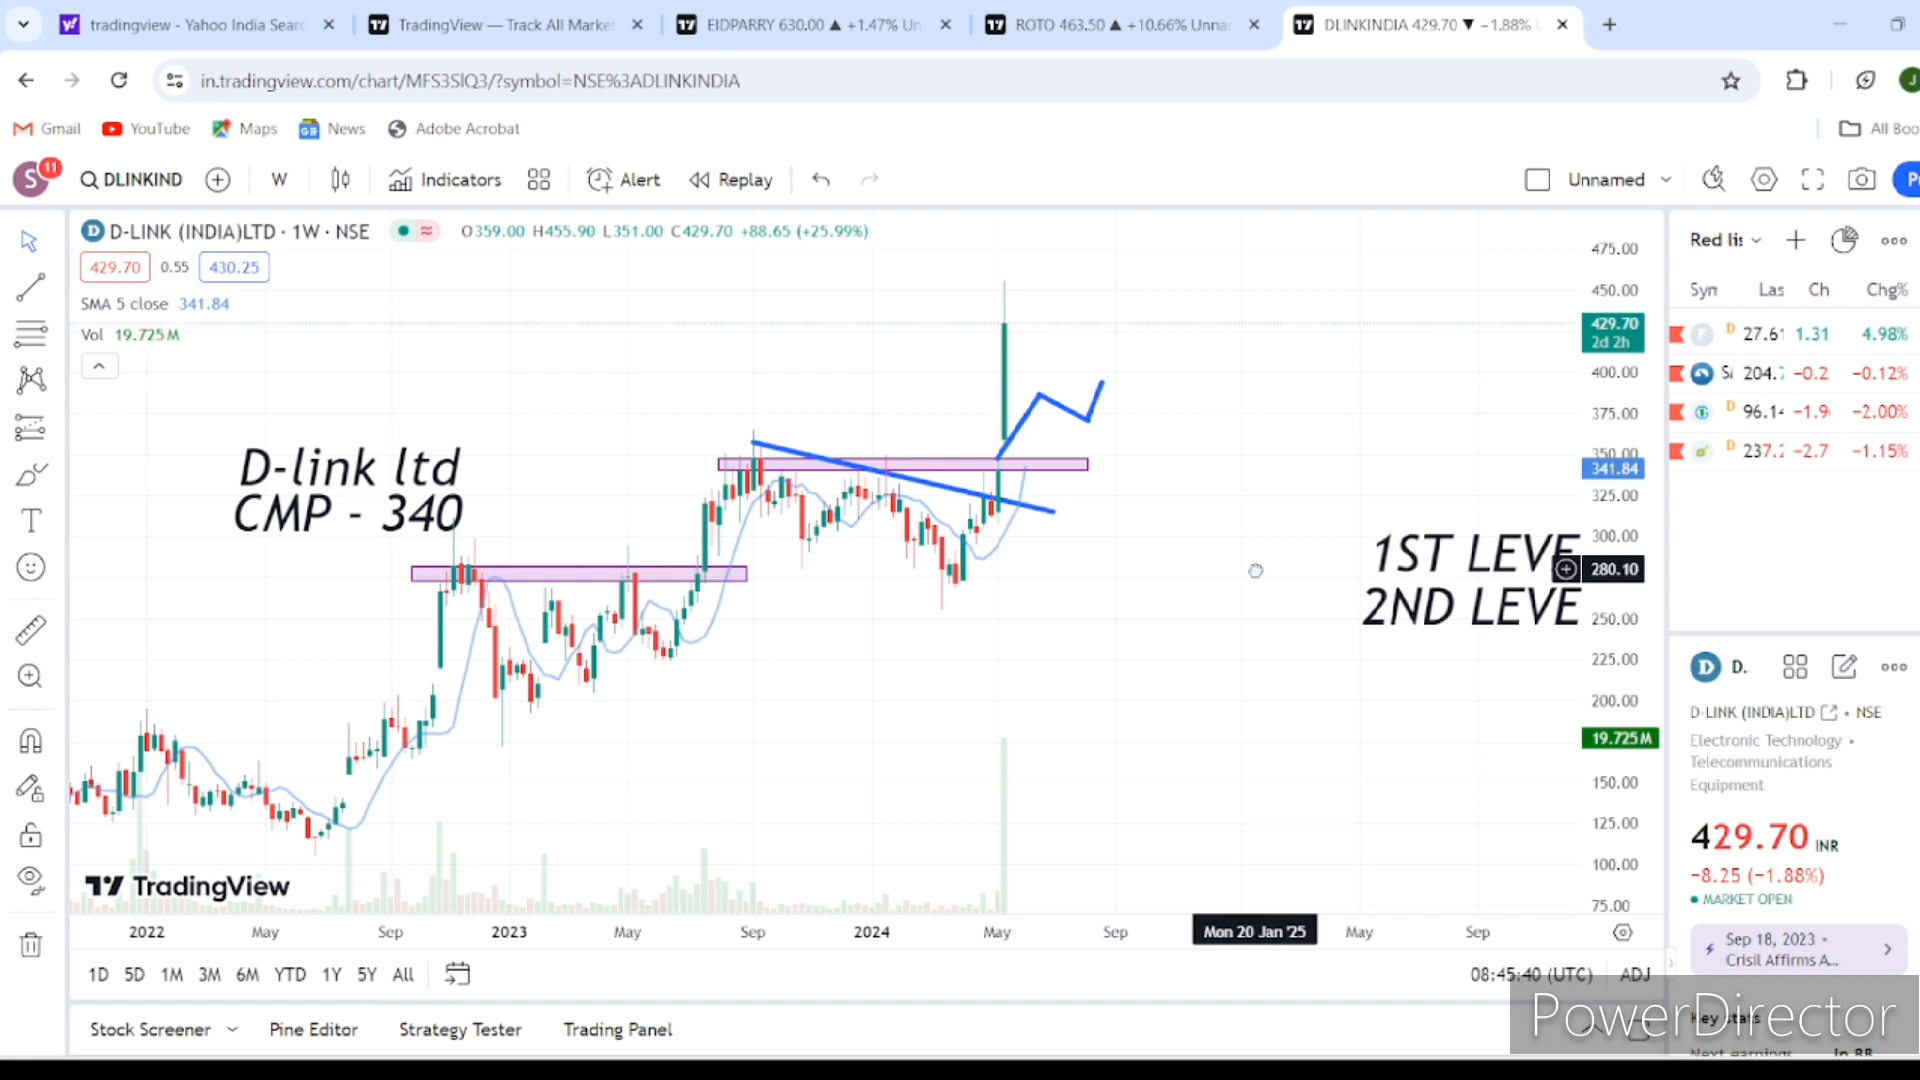 tradingview - Yahoo India Searc
TradingView — Track All Market
EIDPARRY 630.00 ▲ +1.47% Un
ROTO 463.50 ▲ +10.66% Unna
DLINKINDIA 429.70 ▼ −1.88% U
in.tradingview.com/chart/MFS3SlQ3/?symbol=NSE%3ADLINKINDIA
J
Gmail
YouTube
Maps
News
Adobe Acrobat
All Boo
S 11
DLINKIND
W
Indicators
Alert
Replay
Unnamed
D-LINK (INDIA)LTD · 1W · NSE
O359.00 H455.90 L351.00 C429.70 +88.65 (+25.99%)
429.70 0.55 430.25
SMA 5 close 341.84
Vol 19.725M
D-link ltd
CMP - 340
1ST LEVE
2ND LEVE
475.00
450.00
429.70
2d 2h
400.00
375.00
350.00
341.84
325.00
300.00
280.10
250.00
225.00
200.00
19.725M
150.00
125.00
100.00
75.00
TradingView
2022 May Sep 2023 May Sep 2024 May Sep Mon 20 Jan '25 May Sep
1D 5D 1M 3M 6M YTD 1Y 5Y All
08:45:40 (UTC) ADJ
Stock Screener Pine Editor Strategy Tester Trading Panel
Red lis
Syn Las Ch Chg%
27.61 1.31 4.98%
204.7 −0.2 −0.12%
96.14 −1.9 −2.00%
237.2 −2.7 −1.15%
D D.
D-LINK (INDIA)LTD • NSE
Electronic Technology •
Telecommunications
Equipment
429.70 INR
−8.25 (−1.88%)
MARKET OPEN
Sep 18, 2023 •
Crisil Affirms A...
PowerDirector
Key stats